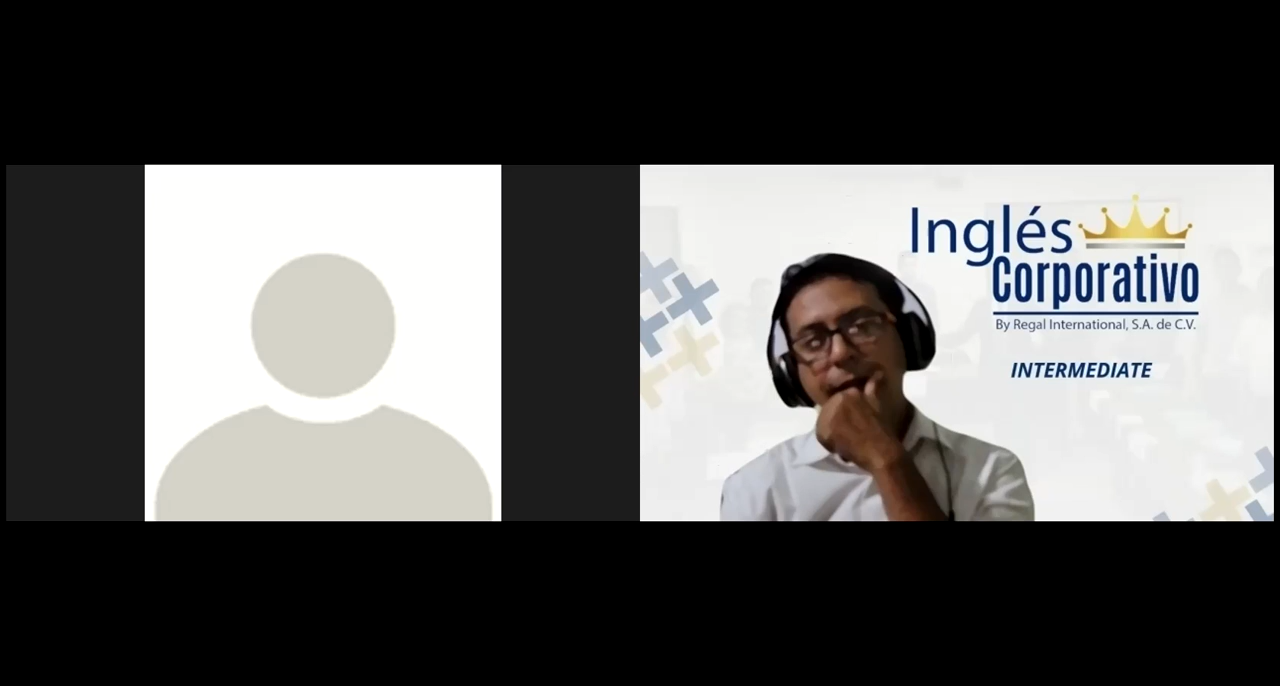 Inglés
Corporativo
By Regal International, S.A. de C.V.
INTERMEDIATE